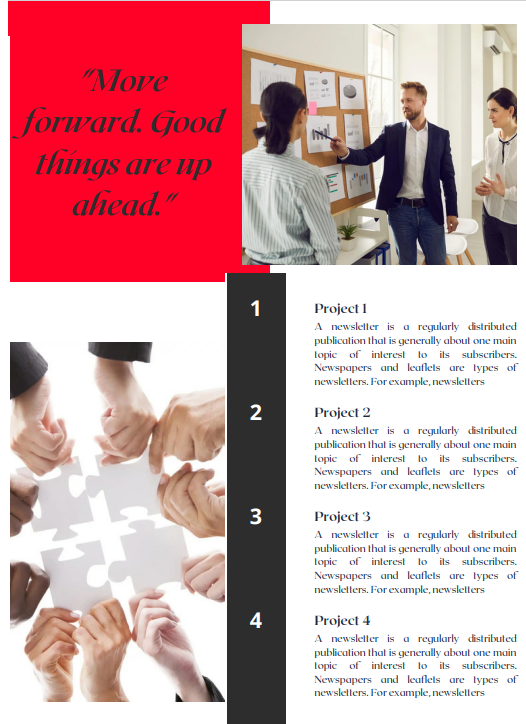 "Move
forward. Good
things are up
ahead."
1
Project 1
A newsletter is a regularly distributed
publication that is generally about one main
topic of interest to its subscribers.
Newspapers and leaflets are types of
newsletters. For example, newsletters
2
Project 2
A newsletter is a regularly distributed
publication that is generally about one main
topic of interest to its subscribers.
Newspapers and leaflets are types of
newsletters. For example, newsletters
3
Project 3
A newsletter is a regularly distributed
publication that is generally about one main
topic of interest to its subscribers.
Newspapers and leaflets are types of
newsletters. For example, newsletters
4
Project 4
A newsletter is a regularly distributed
publication that is generally about one main
topic of interest to its subscribers.
Newspapers and leaflets are types of
newsletters. For example, newsletters